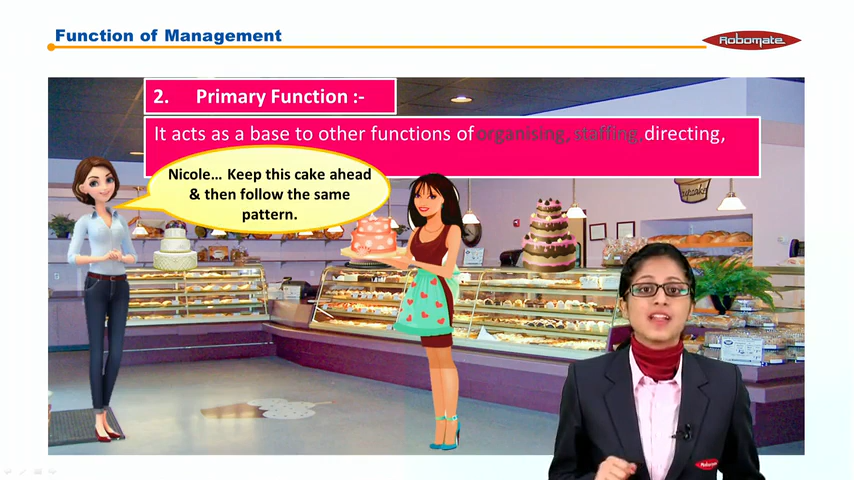 Function of Management
Robomate
2. Primary Function :-
It acts as a base to other functions of organising, staffing, directing,
Nicole... Keep this cake ahead
& then follow the same
pattern.
cupcake